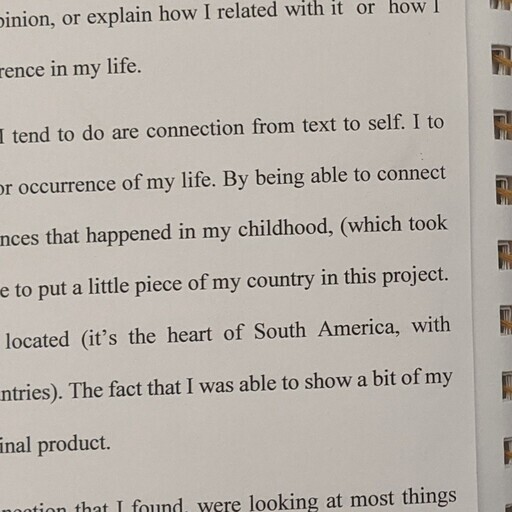 opinion, or explain how I related with it or how I
rence in my life.
I tend to do are connection from text to self. I to
or occurrence of my life. By being able to connect
nces that happened in my childhood, (which took
e to put a little piece of my country in this project.
located (it's the heart of South America, with
ntries). The fact that I was able to show a bit of my
inal product.
that I found, were looking at most things